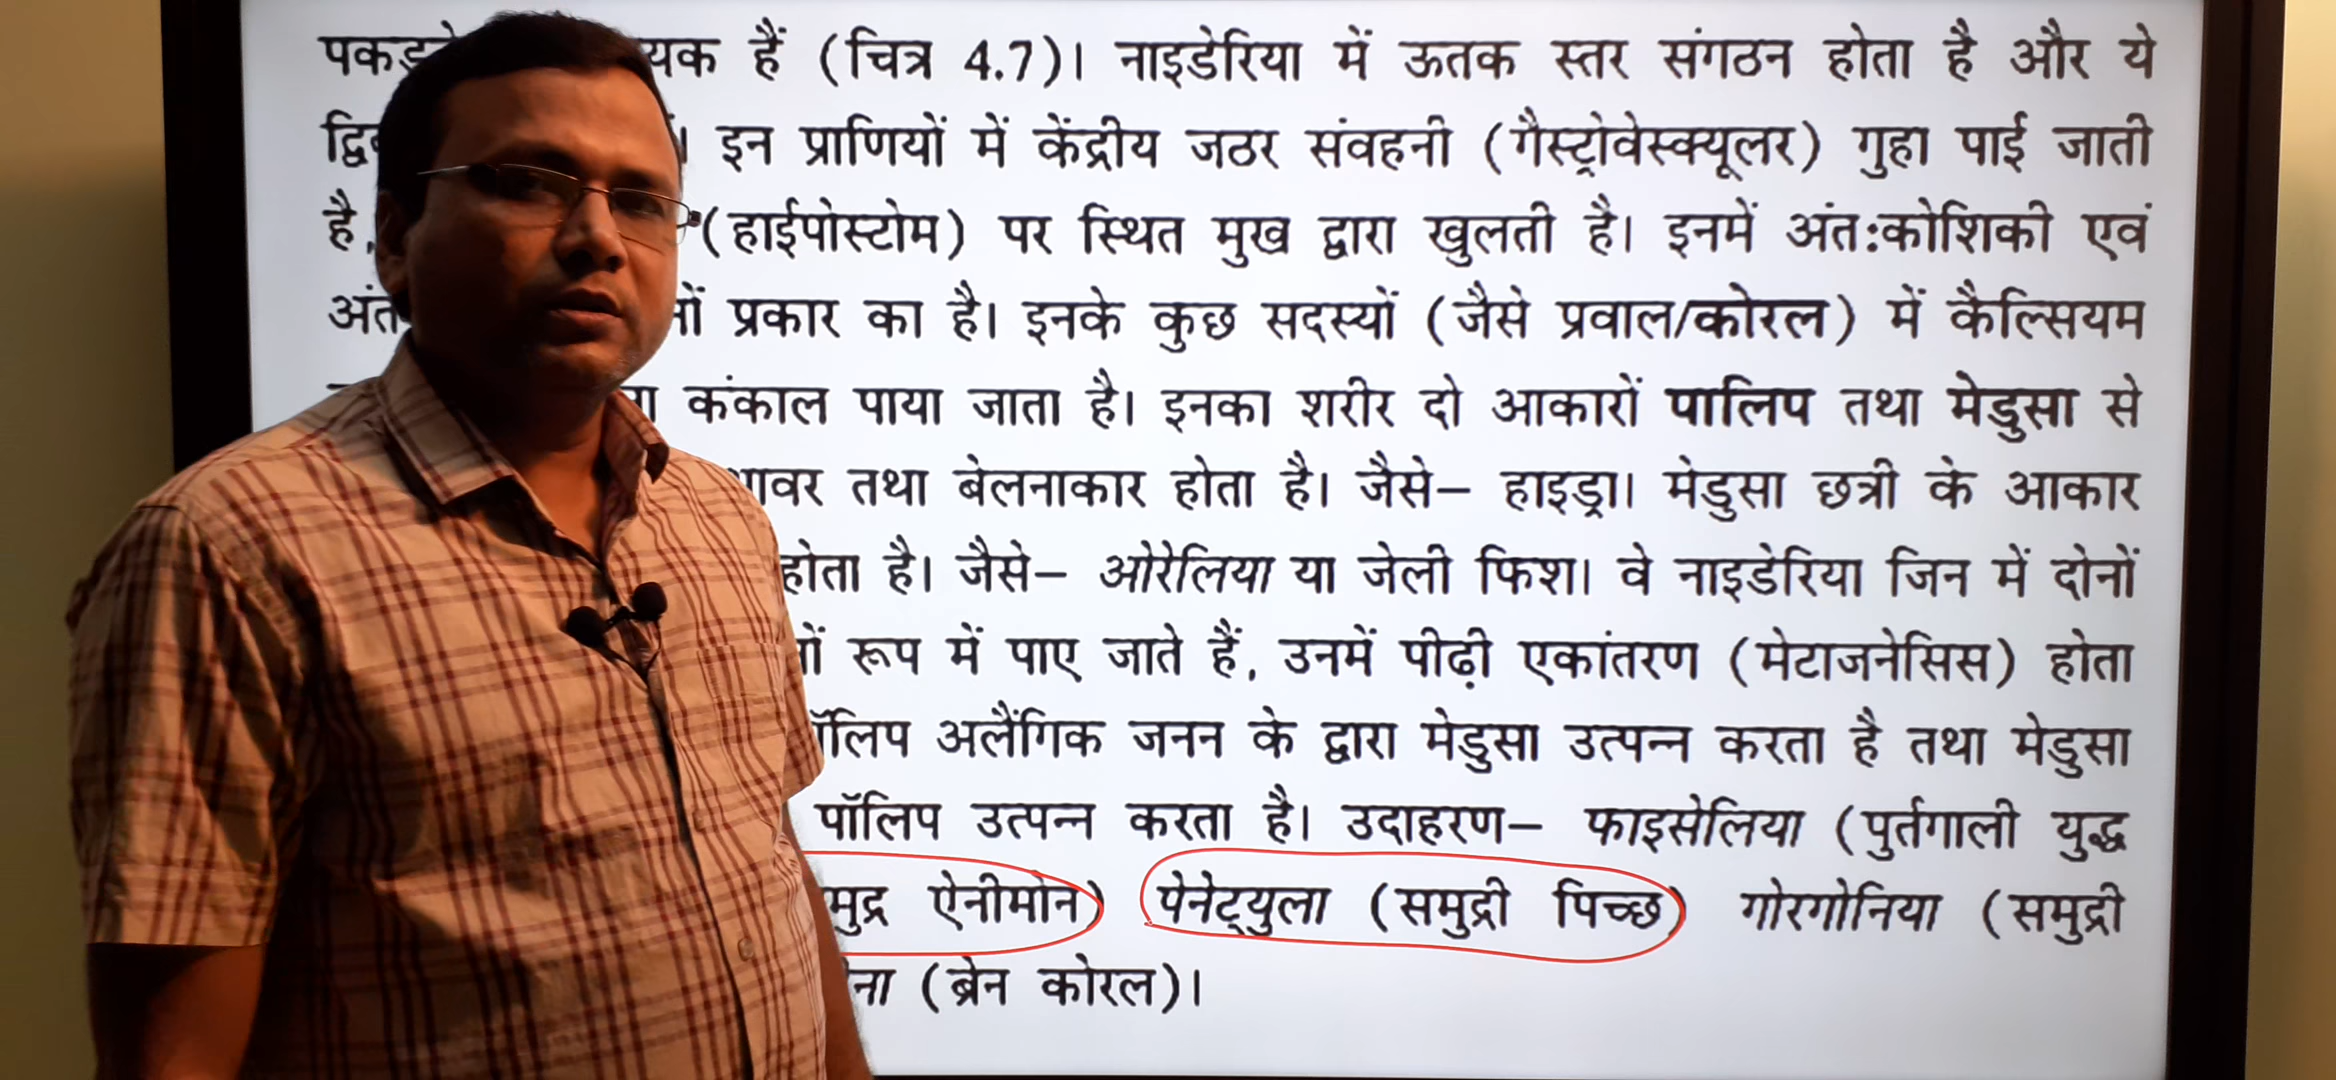 यक हैं (चित्र 4.7)। नाइडेरिया में ऊतक स्तर संगठन होता है और ये
इन प्राणियों में केंद्रीय जठर संवहनी (गैस्ट्रोवेस्क्यूलर) गुहा पाई जाती
है, (हाईपोस्टोम) पर स्थित मुख द्वारा खुलती है। इनमें अंत:कोशिकी एवं
प्रकार का है। इनके कुछ सदस्यों (जैसे प्रवाल/कोरल) में कैल्सियम
कंकाल पाया जाता है। इनका शरीर दो आकारों पालिप तथा मेडुसा से
तथा बेलनाकार होता है। जैसे– हाइड्रा। मेडुसा छत्री के आकार
होता है। जैसे– ओरेलिया या जेली फिश। वे नाइडेरिया जिन में दोनों
रूप में पाए जाते हैं, उनमें पीढ़ी एकांतरण (मेटाजनेसिस) होता
ॉलिप अलैंगिक जनन के द्वारा मेडुसा उत्पन्न करता है तथा मेडुसा
पॉलिप उत्पन्न करता है। उदाहरण– फाइसेलिया (पुर्तगाली युद्ध
मुद्र ऐनीमोन) पेनेट्युला (समुद्री पिच्छ) गोरगोनिया (समुद्री
ना (ब्रेन कोरल)।